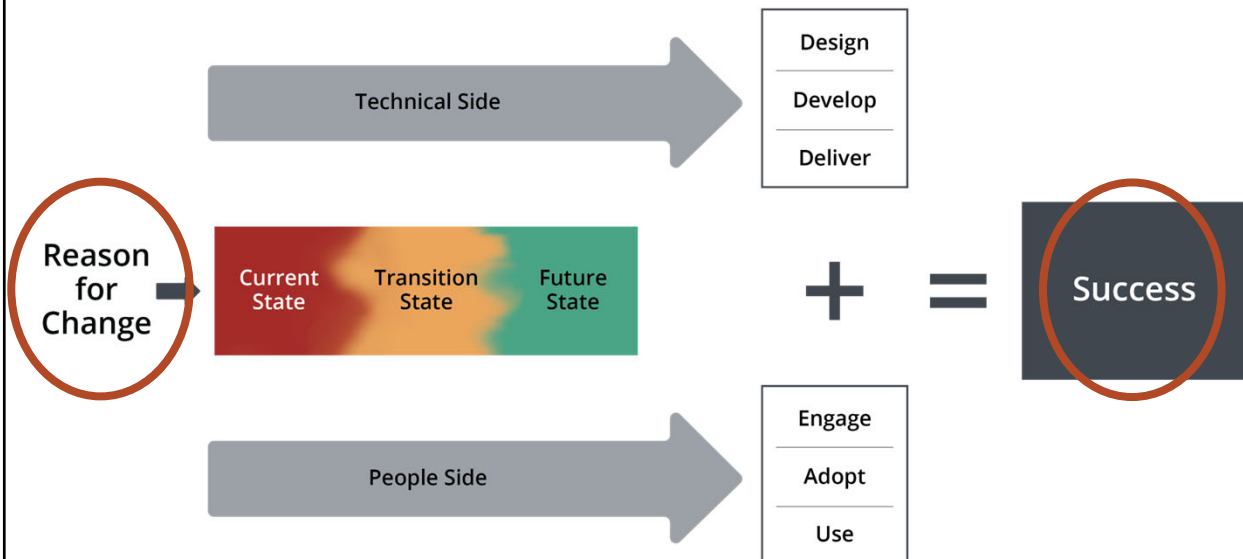 Technical Side
Design
Develop
Deliver
Reason
for
Change
Current
State
Transition
State
Future
State
+
=
Success
People Side
Engage
Adopt
Use